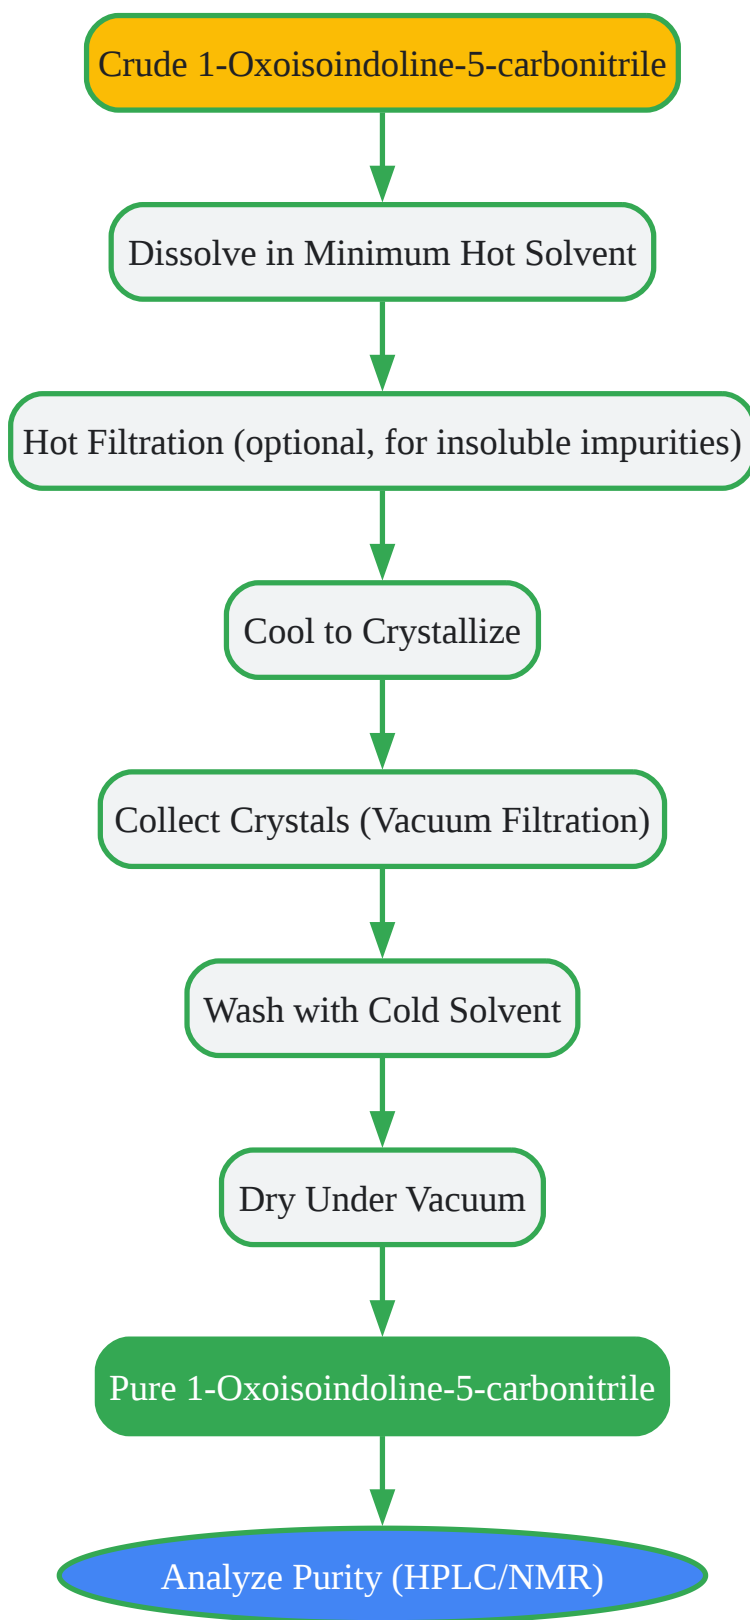 Crude 1-Oxoisoindoline-5-carbonitrile
Dissolve in Minimum Hot Solvent
Hot Filtration (optional, for insoluble impurities)
Cool to Crystallize
Collect Crystals (Vacuum Filtration)
Wash with Cold Solvent
Dry Under Vacuum
Pure 1-Oxoisoindoline-5-carbonitrile
Analyze Purity (HPLC/NMR)